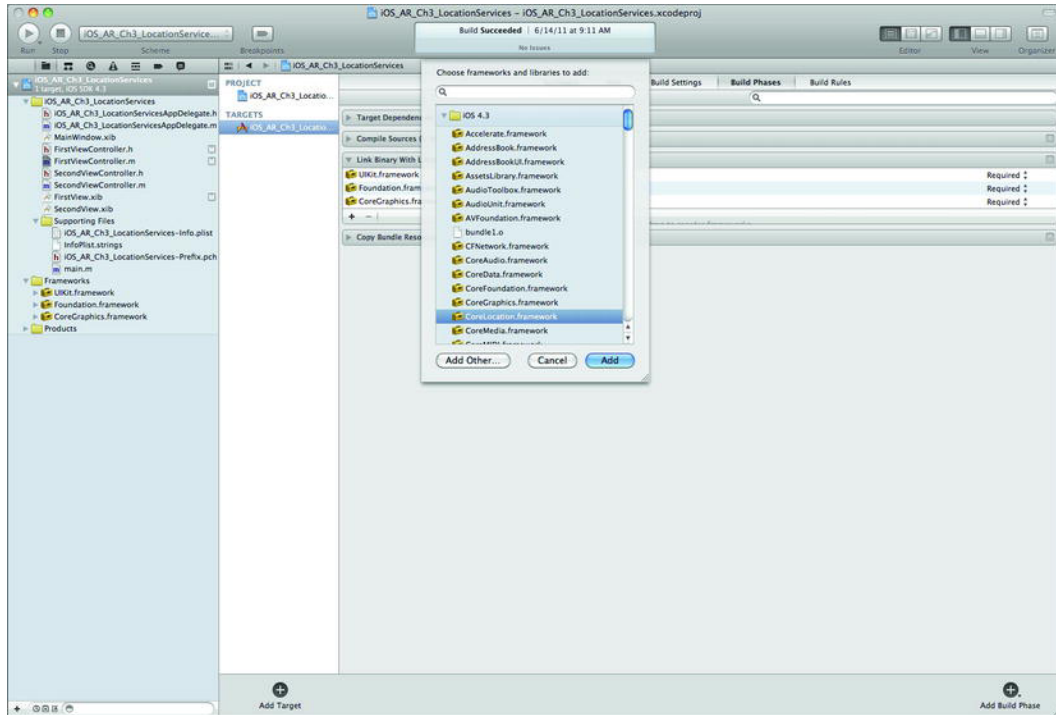 iOS_AR_Ch3_LocationServices – iOS_AR_Ch3_LocationServices.xcodeproj
iOS_AR_Ch3_LocationService...
Build Succeeded | 6/14/11 at 9:11 AM
No Issues
Run
Stop
Scheme
Breakpoints
Editor
View
Organizer
iOS_AR_Ch3_LocationServices
1 target, iOS SDK 4.3
iOS_AR_Ch3_LocationServices
iOS_AR_Ch3_LocationServicesAppDelegate.h
iOS_AR_Ch3_LocationServicesAppDelegate.m
MainWindow.xib
FirstViewController.h
FirstViewController.m
SecondViewController.h
SecondViewController.m
FirstView.xib
SecondView.xib
Supporting Files
iOS_AR_Ch3_LocationServices-Info.plist
InfoPlist.strings
iOS_AR_Ch3_LocationServices-Prefix.pch
main.m
Frameworks
UIKit.framework
Foundation.framework
CoreGraphics.framework
Products
iOS_AR_Ch3_LocationServices
PROJECT
iOS_AR_Ch3_Locatio...
TARGETS
iOS_AR_Ch3_Locatio...
Build Settings
Build Phases
Build Rules
Target Dependen
Compile Sources
Link Binary With L
UIKit.framework
Required
Foundation.fram
Required
CoreGraphics.fra
Required
Copy Bundle Reso
Choose frameworks and libraries to add:
iOS 4.3
Accelerate.framework
AddressBook.framework
AddressBookUI.framework
AssetsLibrary.framework
AudioToolbox.framework
AudioUnit.framework
AVFoundation.framework
bundle1.o
CFNetwork.framework
CoreAudio.framework
CoreData.framework
CoreFoundation.framework
CoreGraphics.framework
CoreLocation.framework
CoreMedia.framework
Add Other...
Cancel
Add
Add Target
Add Build Phase